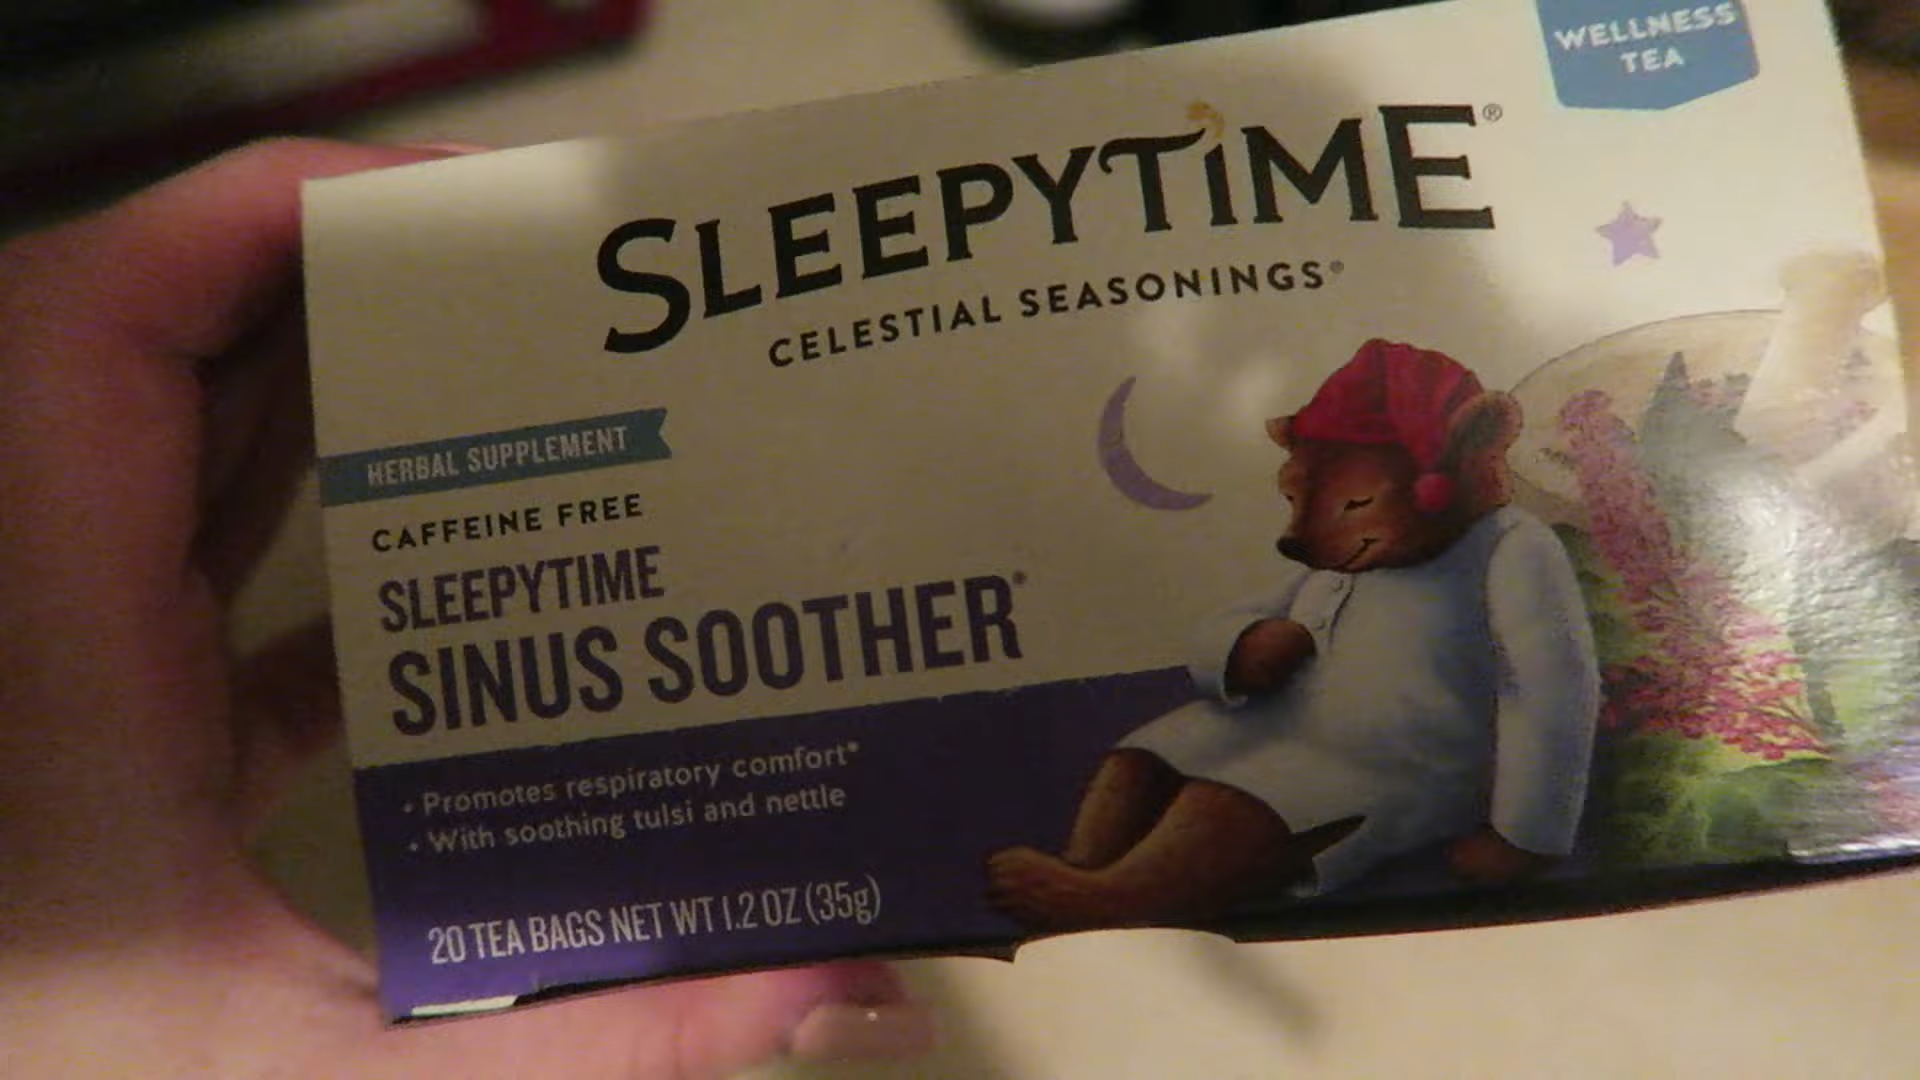 WELLNESS
TEA
SLEEPYTIME®
CELESTIAL SEASONINGS®
HERBAL SUPPLEMENT
CAFFEINE FREE
SLEEPYTIME
SINUS SOOTHER®
• Promotes respiratory comfort*
• With soothing tulsi and nettle
20 TEA BAGS NET WT 1.2 OZ (35g)